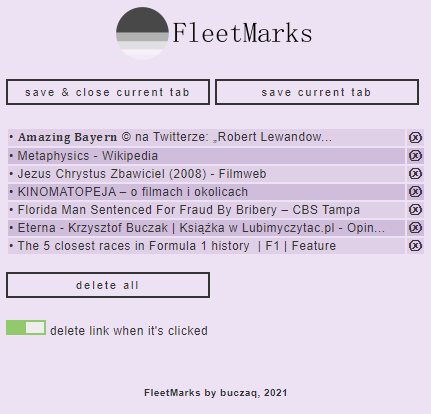 FleetMarks
save & close current tab
save current tab
• Amazing Bayern © na Twitterze: „Robert Lewandow...
• Metaphysics - Wikipedia
• Jezus Chrystus Zbawiciel (2008) - Filmweb
• KINOMATOPEJA – o filmach i okolicach
• Florida Man Sentenced For Fraud By Bribery – CBS Tampa
• Eterna - Krzysztof Buczak | Książka w Lubimyczytac.pl - Opin...
• The 5 closest races in Formula 1 history | F1 | Feature
delete all
delete link when it's clicked
FleetMarks by buczaq, 2021